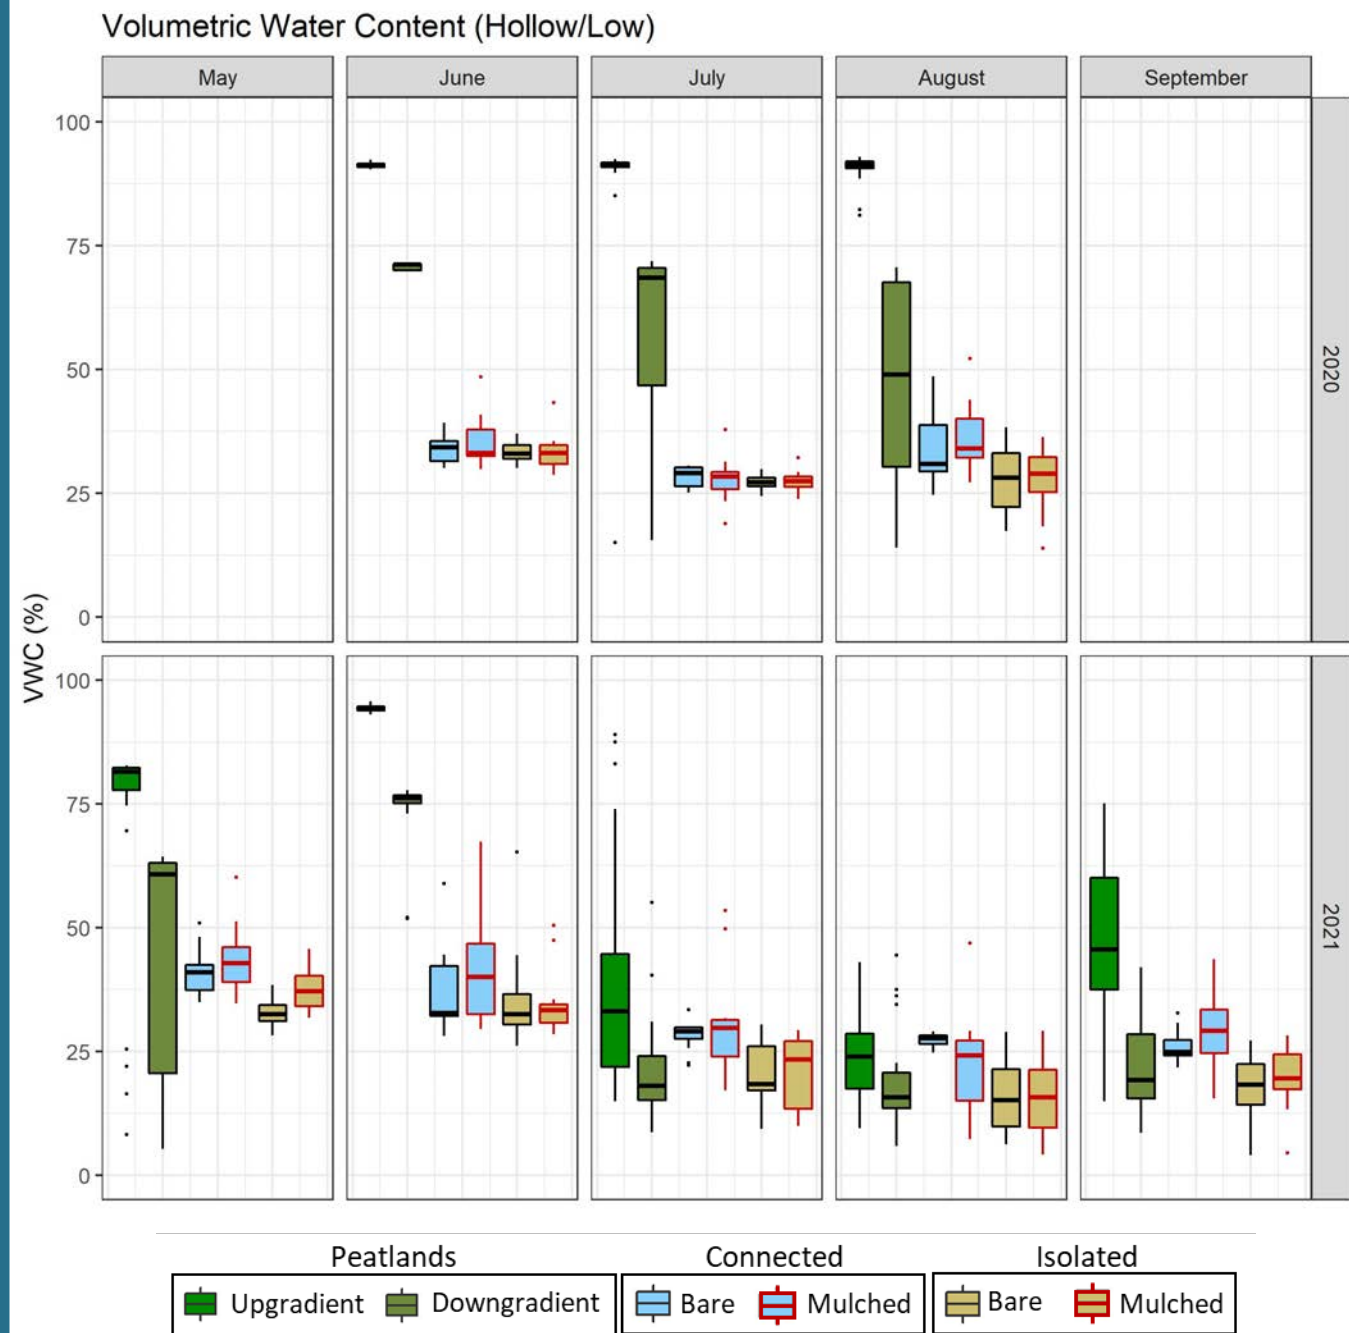 Volumetric Water Content (Hollow/Low)
May June July August September
100
75
50
25
0
2020
VWC (%)
100
75
50
25
0
2021
Peatlands Connected Isolated
Upgradient Downgradient Bare Mulched Bare Mulched